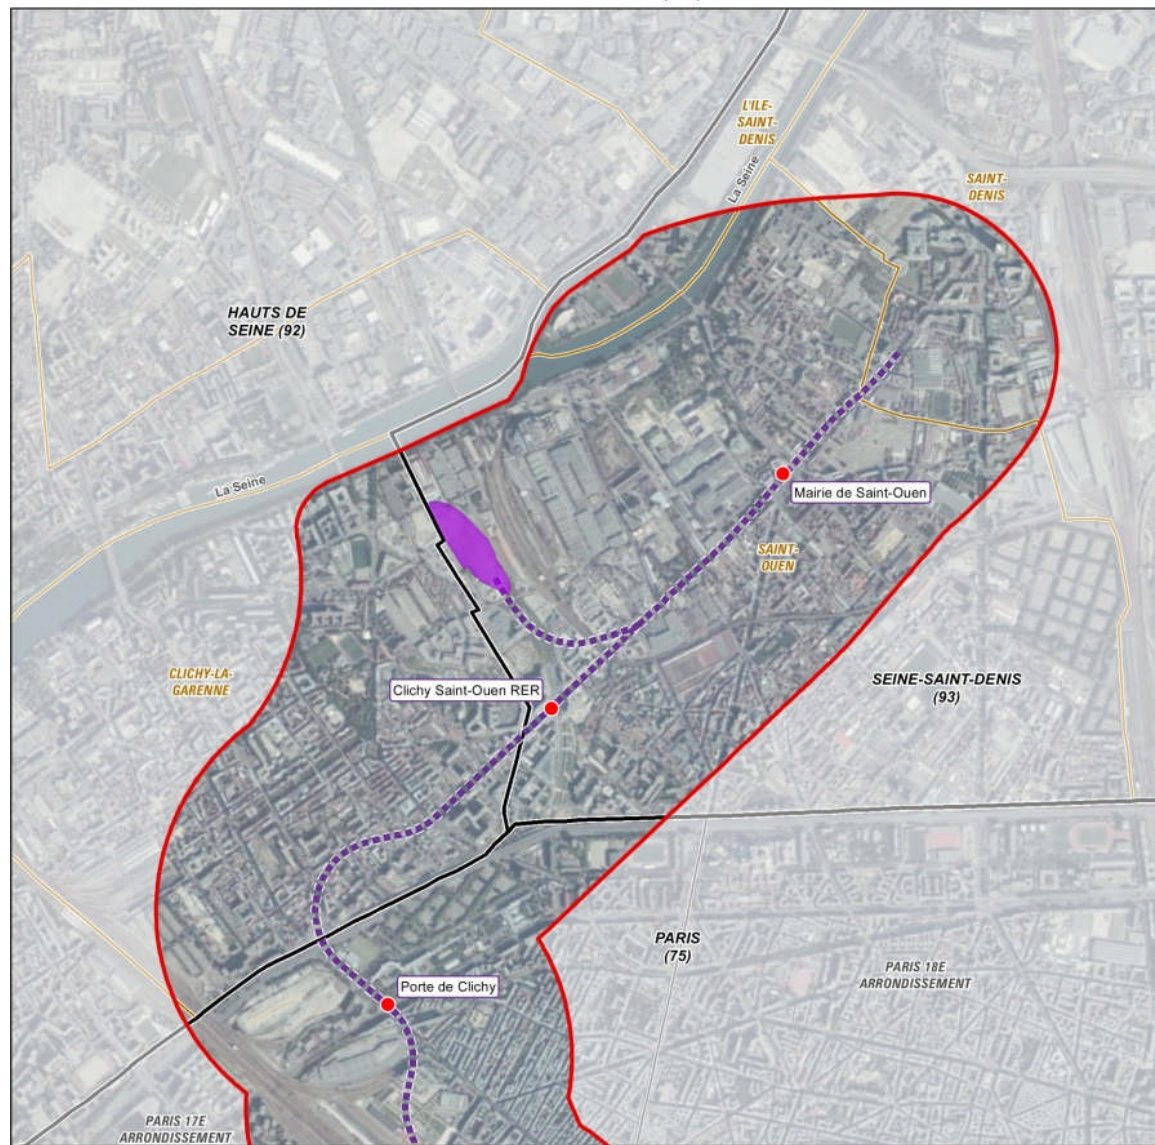 L'ILE-
SAINT-
DENIS
La Seine
SAINT-
DENIS
HAUTS DE
SEINE (92)
La Seine
Mairie de Saint-Ouen
SAINT-
OUEN
CLICHY-LA-
GARENNE
Clichy Saint-Ouen RER
SEINE-SAINT-DENIS
(93)
PARIS
(75)
PARIS 18E
ARRONDISSEMENT
Porte de Clichy
PARIS 17E
ARRONDISSEMENT